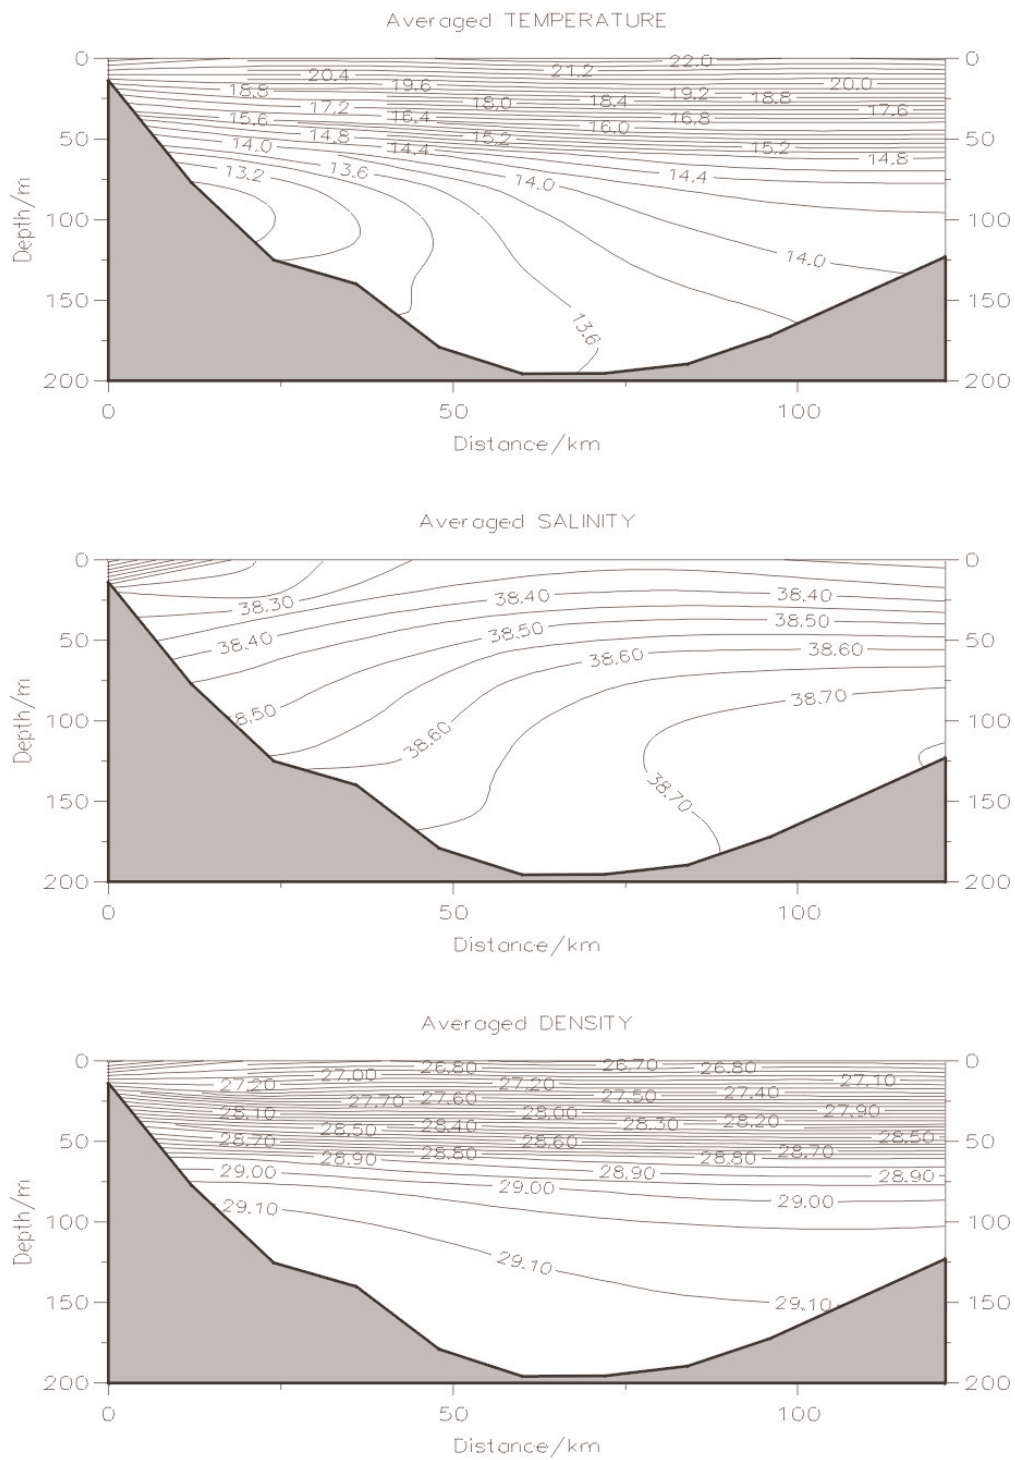 Averaged TEMPERATURE
0 22.0 0
21.2
20.4 19.6 20.0
18.8 19.2 18.8
17.2 18.0 18.4 17.6
15.6 16.4 16.8
16.0
50 14.8 15.2 50
14.0 14.4 15.2 14.8
13.2 13.6 14.0 14.4
100 100
14.0
150 150
13.6
200 200
0 50 100
Depth/m
Distance/km
Averaged SALINITY
0 0
38.30 38.40 38.40
50 38.40 38.50 38.50 50
38.60 38.60
38.70
100 8.50 100
38.60
38.70
150 150
200 200
0 50 100
Depth/m
Distance/km
Averaged DENSITY
0 26.80 26.70 26.80 0
27.20 27.00 27.20 27.10
27.70 27.60 27.50 27.40
28.10 28.00 27.90
28.50 28.40 28.30 28.20
50 28.70 28.60 28.50 50
28.90 28.80 28.80 28.70
29.00 28.90 28.90
29.00 29.00
100 29.10 100
29.10
150 29.10 150
200 200
0 50 100
Depth/m
Distance/km